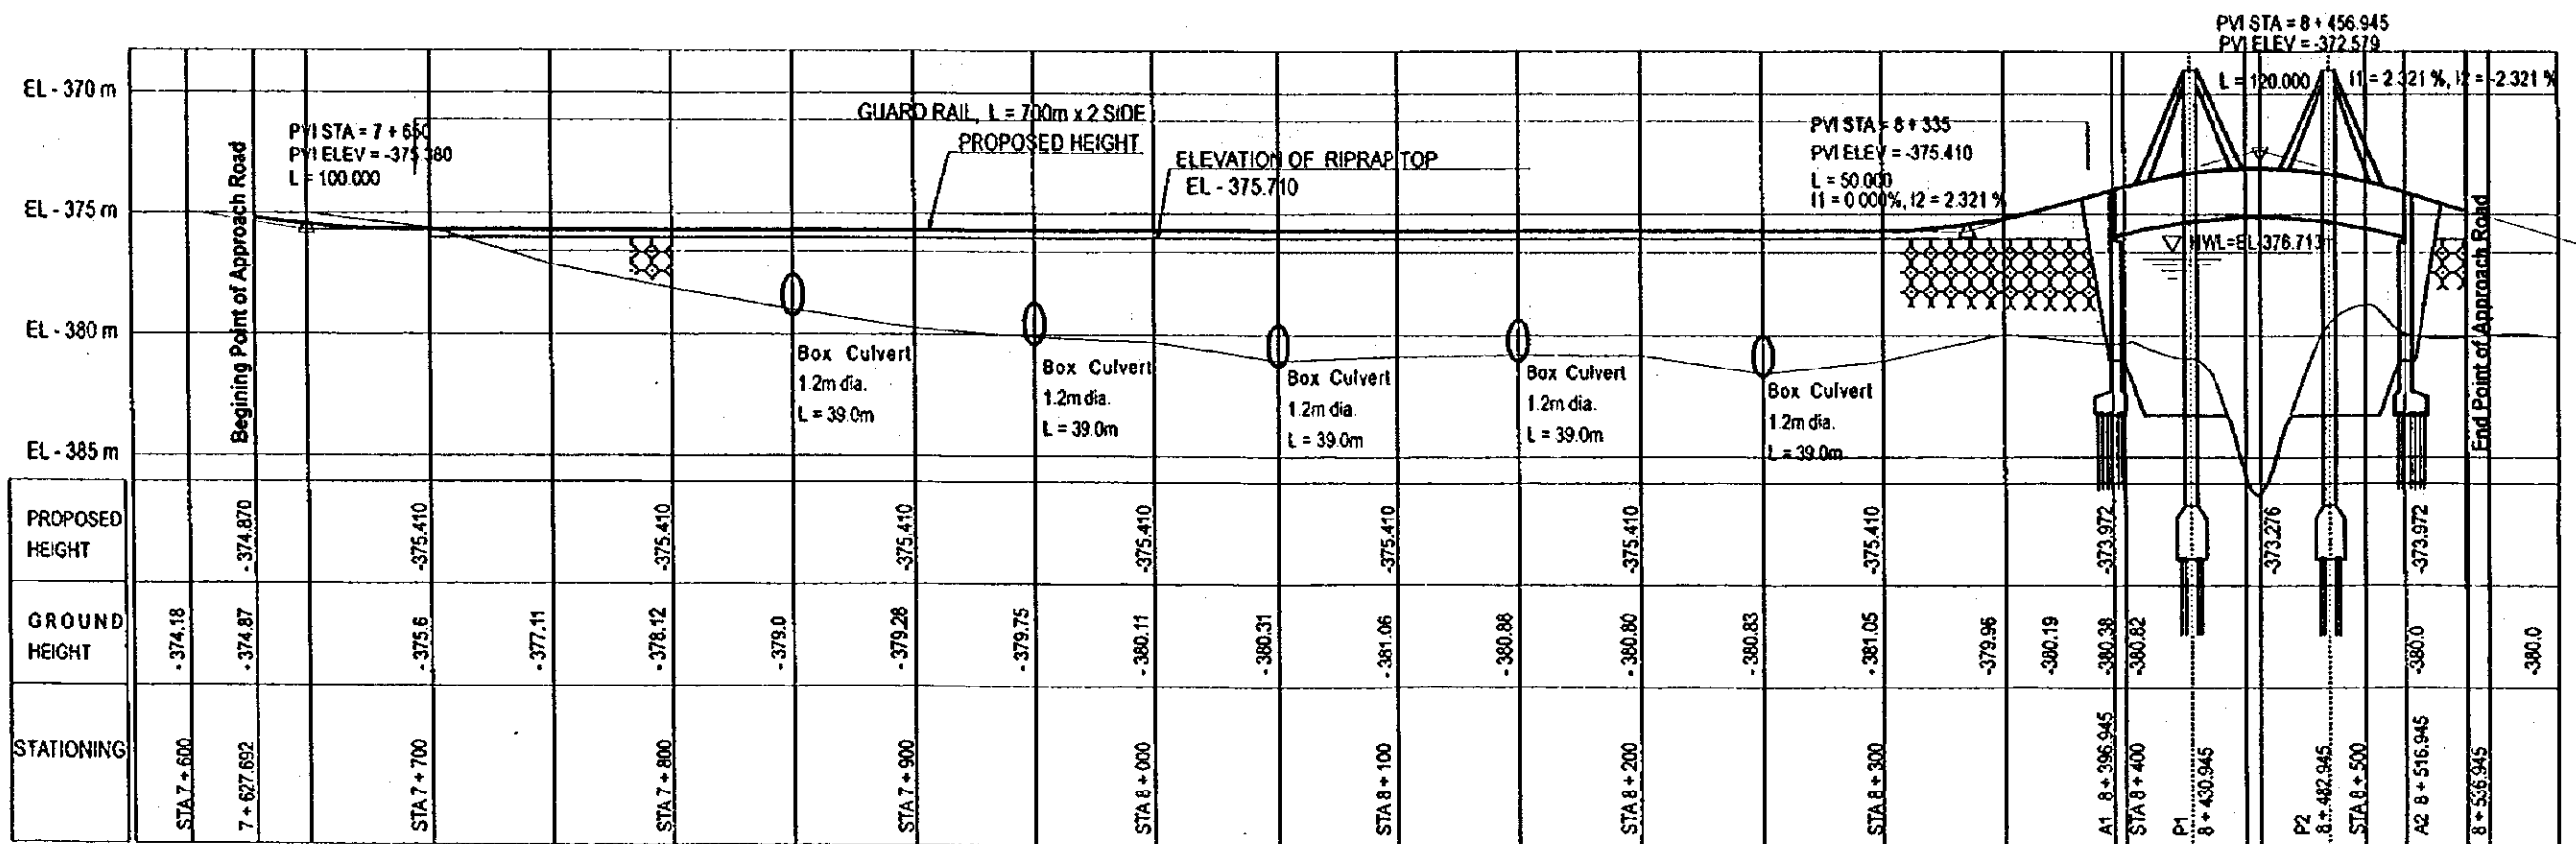 PVI STA = 8 + 456.945
PVI ELEV = -372.579
L = 120.000
I1 = 2.321 %, I2 = -2.321 %
EL - 370 m
EL - 375 m
EL - 380 m
EL - 385 m
PVI STA = 7 + 650
PVI ELEV = -375.380
L = 100.000
Begining Point of Approach Road
GUARD RAIL, L = 700m x 2 SIDE
PROPOSED HEIGHT
ELEVATION OF RIPRAP TOP
EL - 375.710
PVI STA = 8 + 335
PVI ELEV = -375.410
L = 50.000
I1 = 0.000%, I2 = 2.321 %
HWL=EL-376.713
End Point of Approach Road
Box Culvert
1.2m dia.
L = 39.0m
Box Culvert
1.2m dia.
L = 39.0m
Box Culvert
1.2m dia.
L = 39.0m
Box Culvert
1.2m dia.
L = 39.0m
Box Culvert
1.2m dia.
L = 39.0m
PROPOSED
HEIGHT
-374.870
-375.410
-375.410
-375.410
-375.410
-375.410
-375.410
-375.410
-373.972
-373.276
-373.972
GROUND
HEIGHT
-374.18
-374.87
-375.6
-377.11
-378.12
-379.0
-379.28
-379.75
-380.11
-380.31
-381.06
-380.88
-380.80
-380.83
-381.05
-379.96
-380.19
-380.38
-380.82
-380.0
-380.0
STATIONING
STA 7 + 600
7 + 627.692
STA 7 + 700
STA 7 + 800
STA 7 + 900
STA 8 + 000
STA 8 + 100
STA 8 + 200
STA 8 + 300
A1 8 + 396.945
STA 8 + 400
P1
8 + 430.945
P2
8 + 482.945
STA 8 + 500
A2 8 + 516.945
8 + 536.945